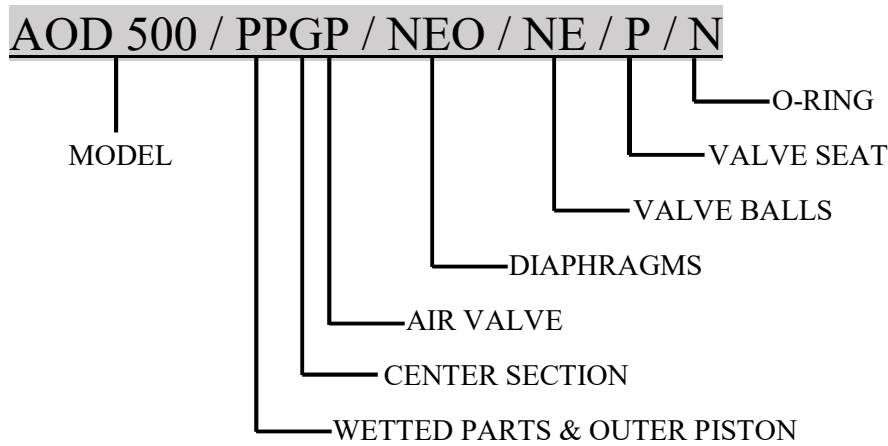 AOD 500 / PPGP / NEO / NE / P / N
O-RING
MODEL
VALVE SEAT
VALVE BALLS
DIAPHRAGMS
AIR VALVE
CENTER SECTION
WETTED PARTS & OUTER PISTON